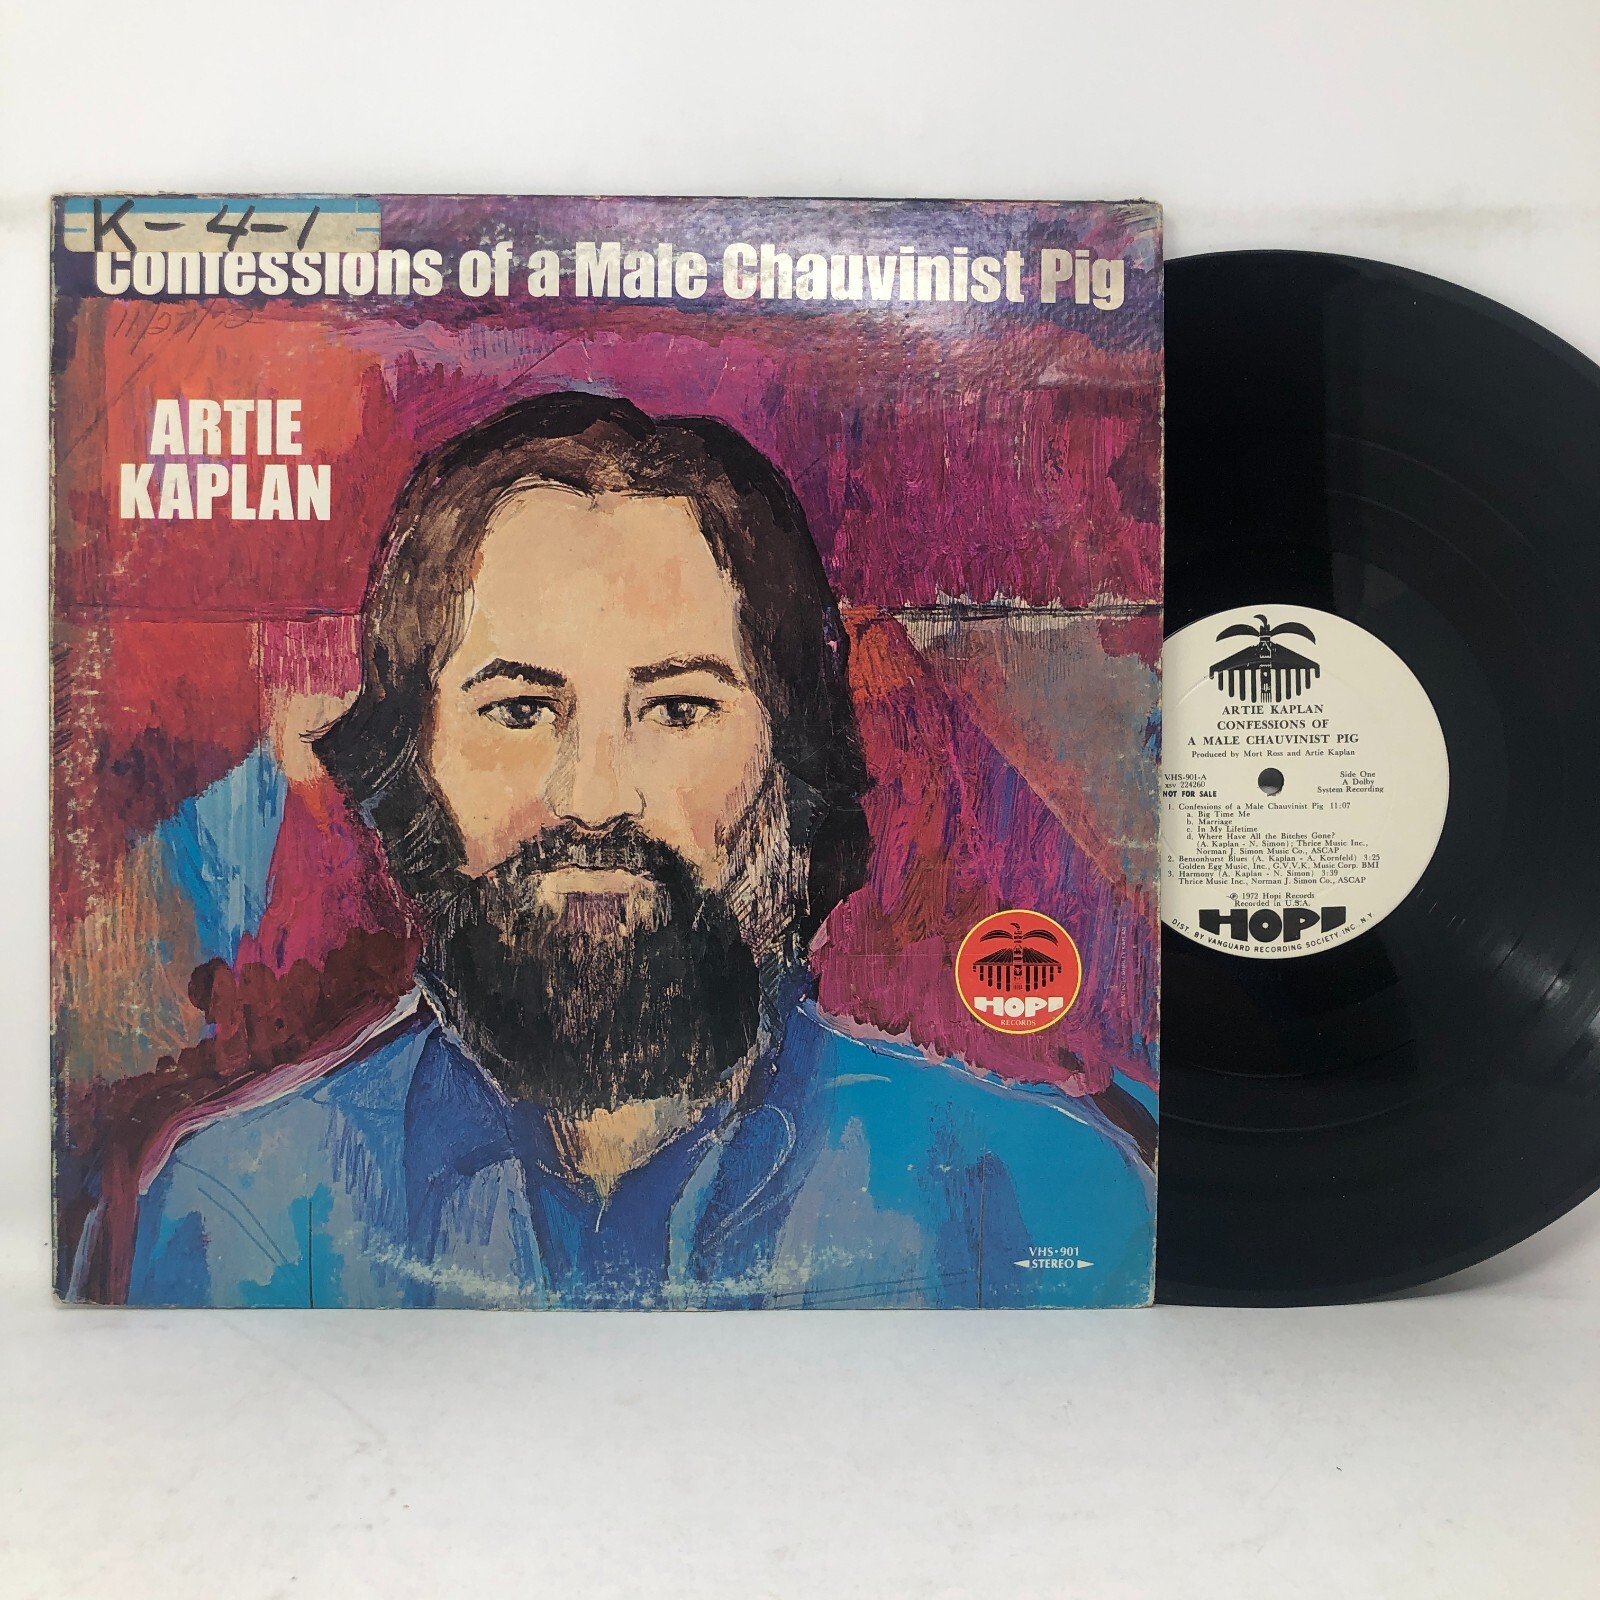 K-4-1
Confessions of a Male Chauvinist Pig
11/27/72
ARTIE
KAPLAN
HOPI
RECORDS
VHS•901
STEREO
ARTIE KAPLAN
CONFESSIONS OF
A MALE CHAUVINIST PIG
Produced by Mort Ross and Artie Kaplan
VHS-901-A
xsv 224260
NOT FOR SALE
Side One
A Dolby
System Recording
1. Confessions of a Male Chauvinist Pig 11:07
a. Big Time Me
b. Marriage
c. In My Lifetime
d. Where Have All the Bitches Gone?
(A. Kaplan - N. Simon); Thrice Music Inc.,
Norman J. Simon Music Co., ASCAP
2. Bensonhurst Blues (A. Kaplan - A. Kornfeld) 3:25
Golden Egg Music, Inc., G.V.V.K. Music Corp. BMI
3. Harmony (A. Kaplan - N. Simon) 3:39
Thrice Music Inc., Norman J. Simon Co., ASCAP
℗ 1972 Hopi Records
Recorded in U.S.A.
HOPI
DIST. BY VANGUARD RECORDING SOCIETY, INC., N.Y.